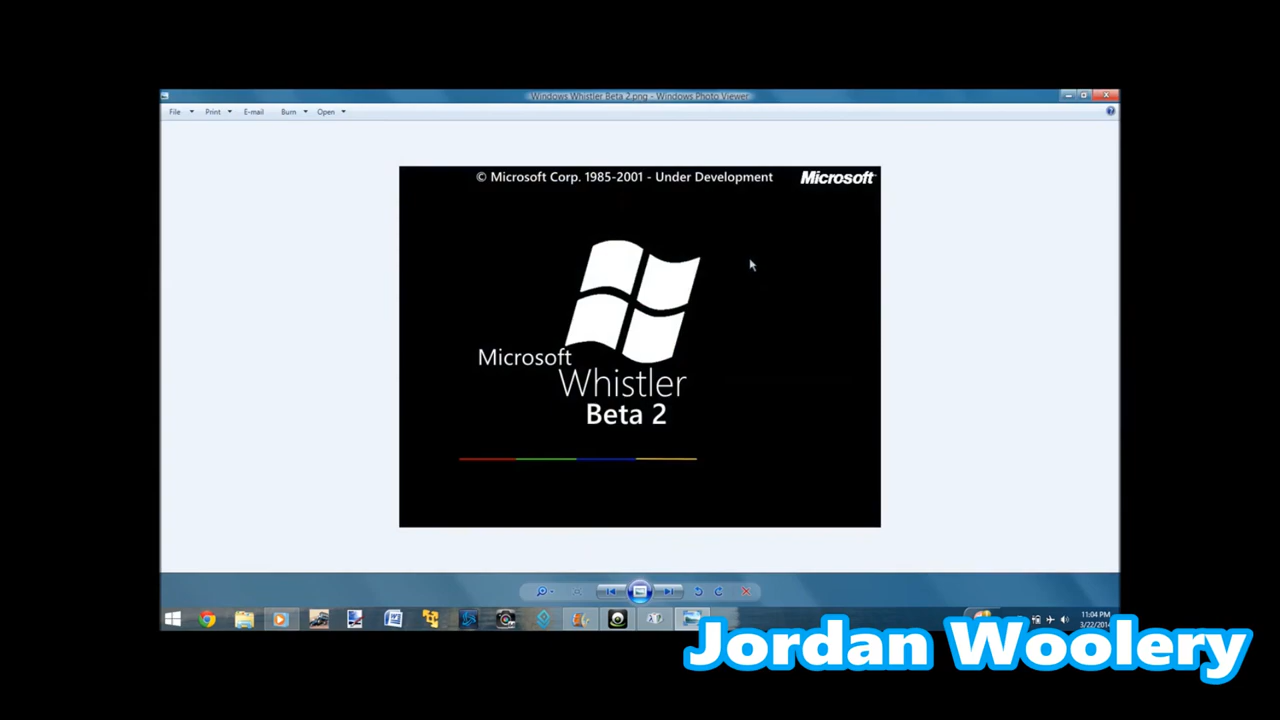 Windows Whistler Beta 2.png - Windows Photo Viewer
File Print E-mail Burn Open
© Microsoft Corp. 1985-2001 - Under Development Microsoft
Microsoft
Whistler
Beta 2
11:04 PM
Jordan Woolery